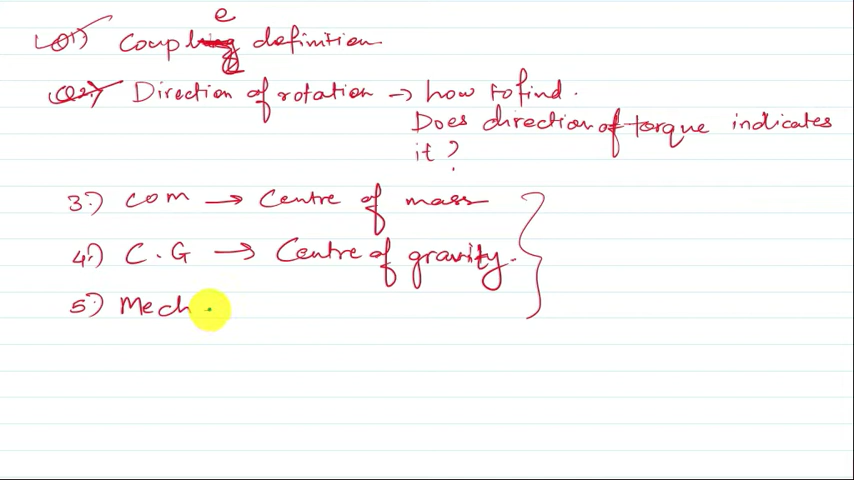 e
Q1) Couple definition
Q2.) Direction of rotation → how to find.
Does direction of torque indicates
it?
3.) COM → Centre of mass
4.) C.G → Centre of gravity.
5.) Mech